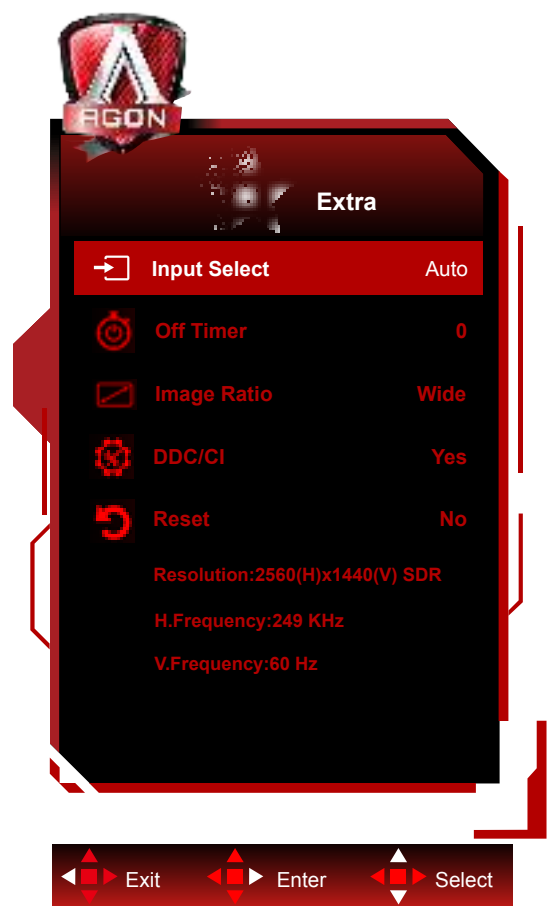 AGON
Extra
Input Select Auto
Off Timer 0
Image Ratio Wide
DDC/CI Yes
Reset No
Resolution:2560(H)x1440(V) SDR
H.Frequency:249 KHz
V.Frequency:60 Hz
Exit Enter Select